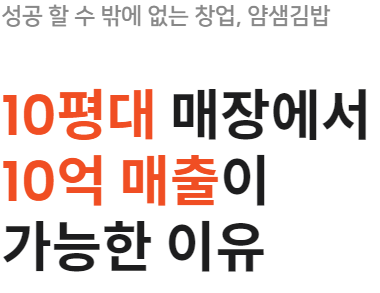 성공 할 수 밖에 없는 창업, 얌샘김밥
10평대 매장에서
10억 매출이
가능한 이유